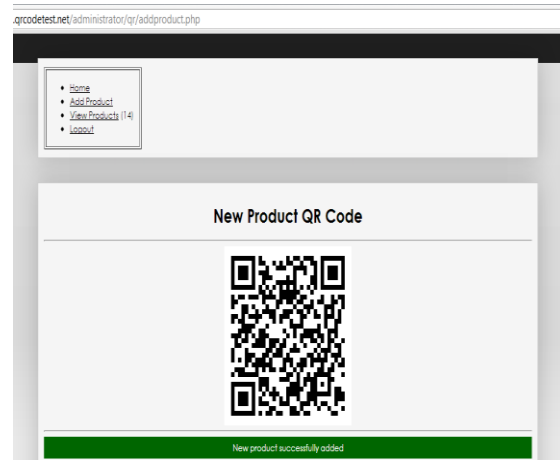 .qrcodetest.net/administrator/qr/addproduct.php
Home
Add Product
View Products (14)
Logout
New Product QR Code
New product successfully added